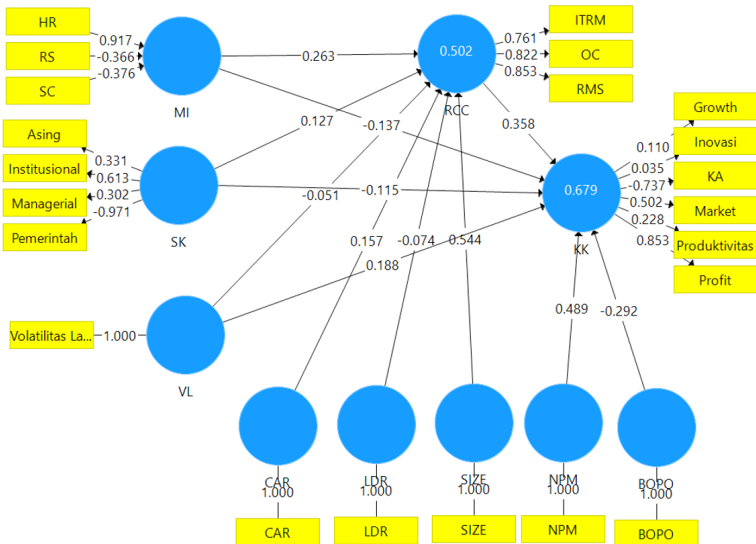 HR
RS
SC
0.917
-0.366
-0.376
MI
0.263
0.502
RCC
0.761
0.822
0.853
ITRM
OC
RMS
Asing
Institusional
Managerial
Pemerintah
0.331
0.613
0.302
-0.971
SK
0.127
-0.137
0.358
-0.051
-0.115
0.679
KK
0.110
0.035
-0.737
0.502
0.228
0.853
Growth
Inovasi
KA
Market
Produktivitas
Profit
0.157
-0.074
0.544
0.188
0.489
-0.292
Volatilitas La...
1.000
VL
CAR
LDR
SIZE
NPM
BOPO
1.000
1.000
1.000
1.000
1.000
CAR
LDR
SIZE
NPM
BOPO